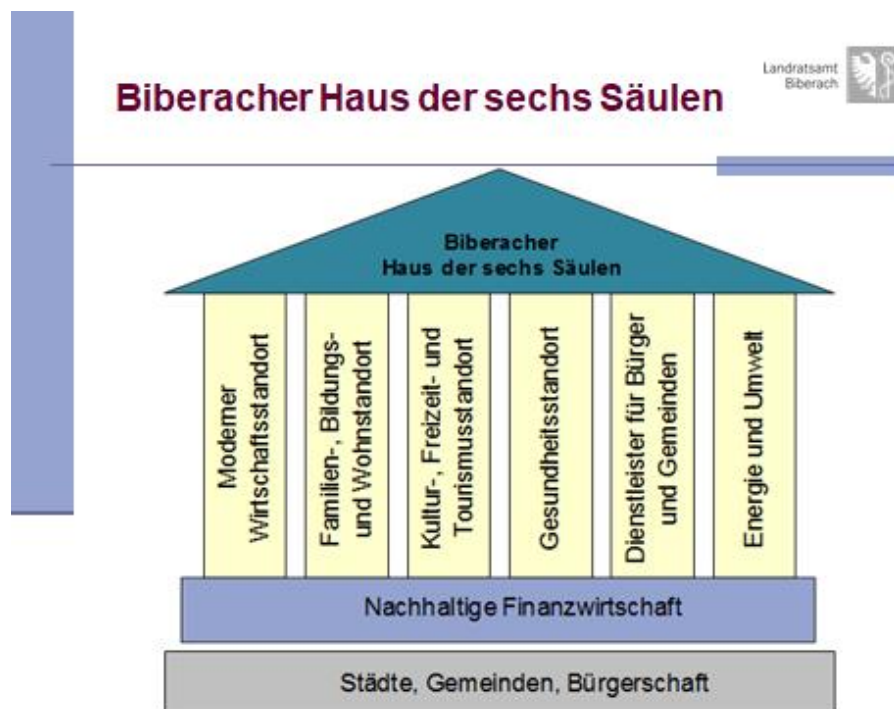 Landratsamt
Biberach
Biberacher Haus der sechs Säulen
Biberacher
Haus der sechs Säulen
Moderner
Wirtschaftsstandort
Familien-, Bildungs-
und Wohnstandort
Kultur-, Freizeit- und
Tourismusstandort
Gesundheitsstandort
Dienstleister für Bürger
und Gemeinden
Energie und Umwelt
Nachhaltige Finanzwirtschaft
Städte, Gemeinden, Bürgerschaft